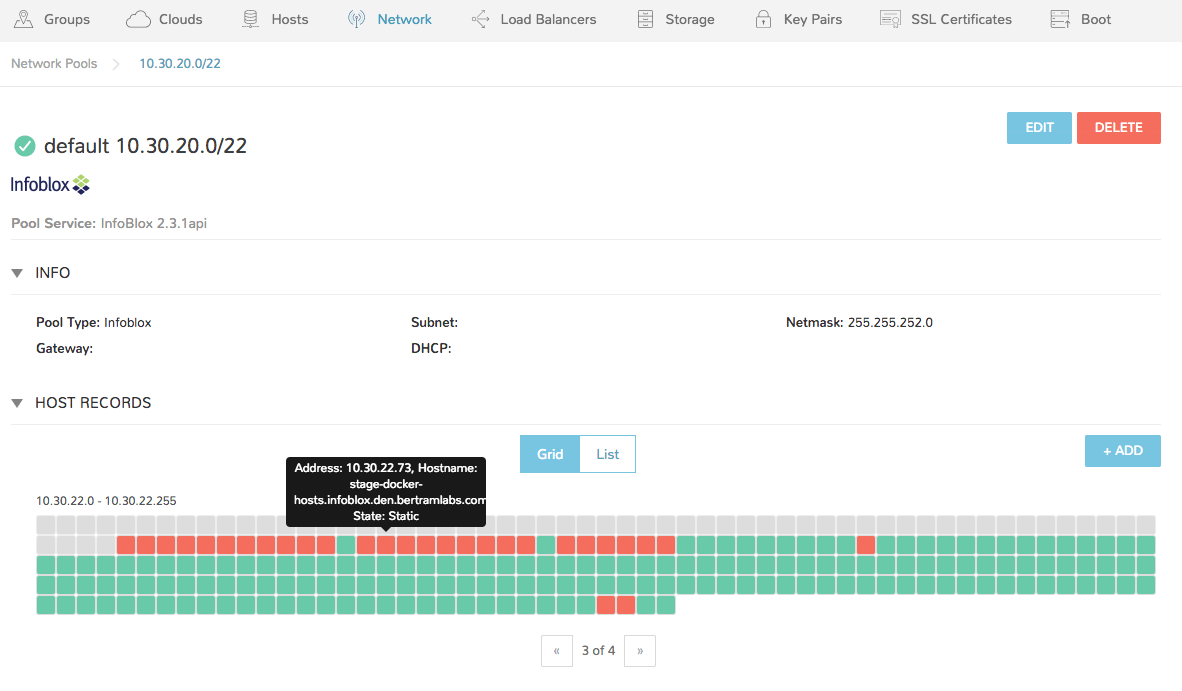 Groups Clouds Hosts Network Load Balancers Storage Key Pairs SSL Certificates Boot
Network Pools 10.30.20.0/22
EDIT DELETE
default 10.30.20.0/22
Infoblox
Pool Service: InfoBlox 2.3.1api
INFO
Pool Type: Infoblox Subnet: Netmask: 255.255.252.0
Gateway: DHCP:
HOST RECORDS
Grid List + ADD
Address: 10.30.22.73, Hostname:
stage-docker-
hosts.infoblox.den.bertramlabs.com
State: Static
10.30.22.0 - 10.30.22.255
« 3 of 4 »